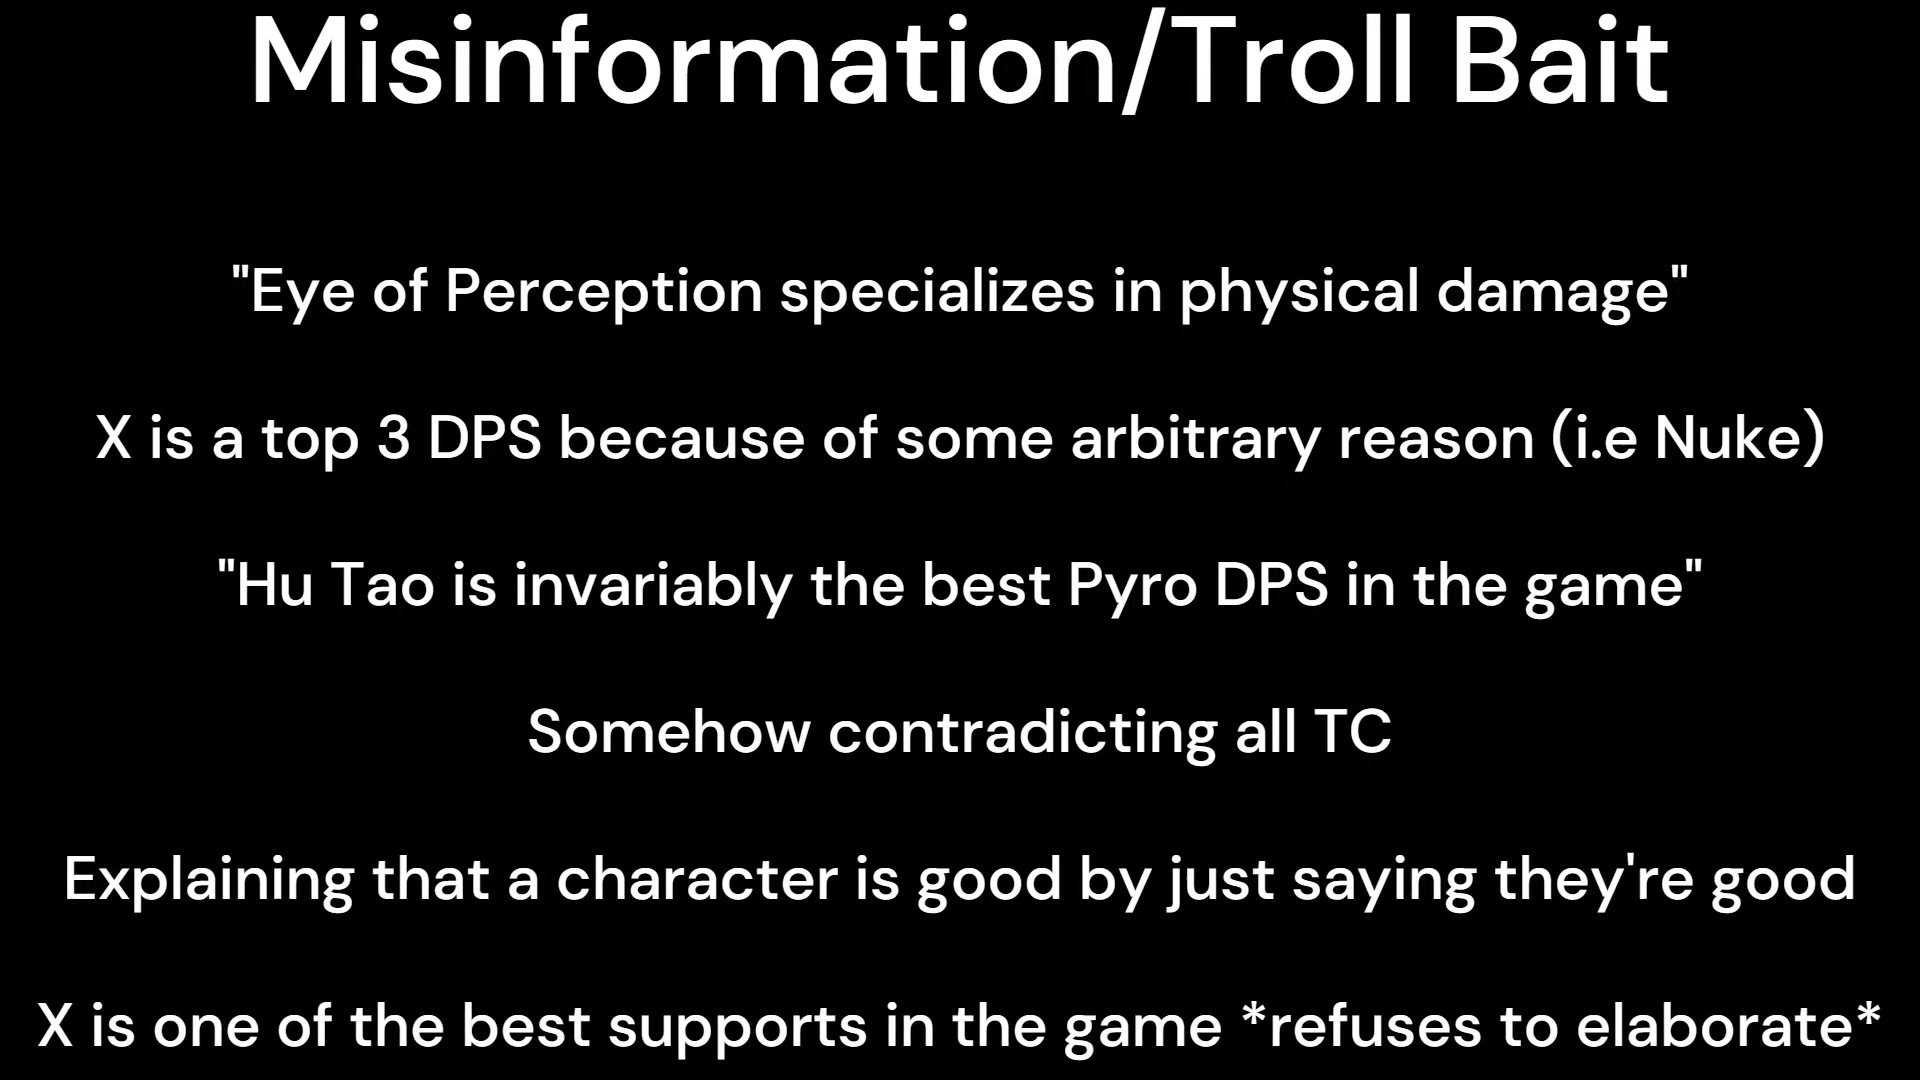 Misinformation/Troll Bait
"Eye of Perception specializes in physical damage"
X is a top 3 DPS because of some arbitrary reason (i.e Nuke)
"Hu Tao is invariably the best Pyro DPS in the game"
Somehow contradicting all TC
Explaining that a character is good by just saying they're good
X is one of the best supports in the game *refuses to elaborate*